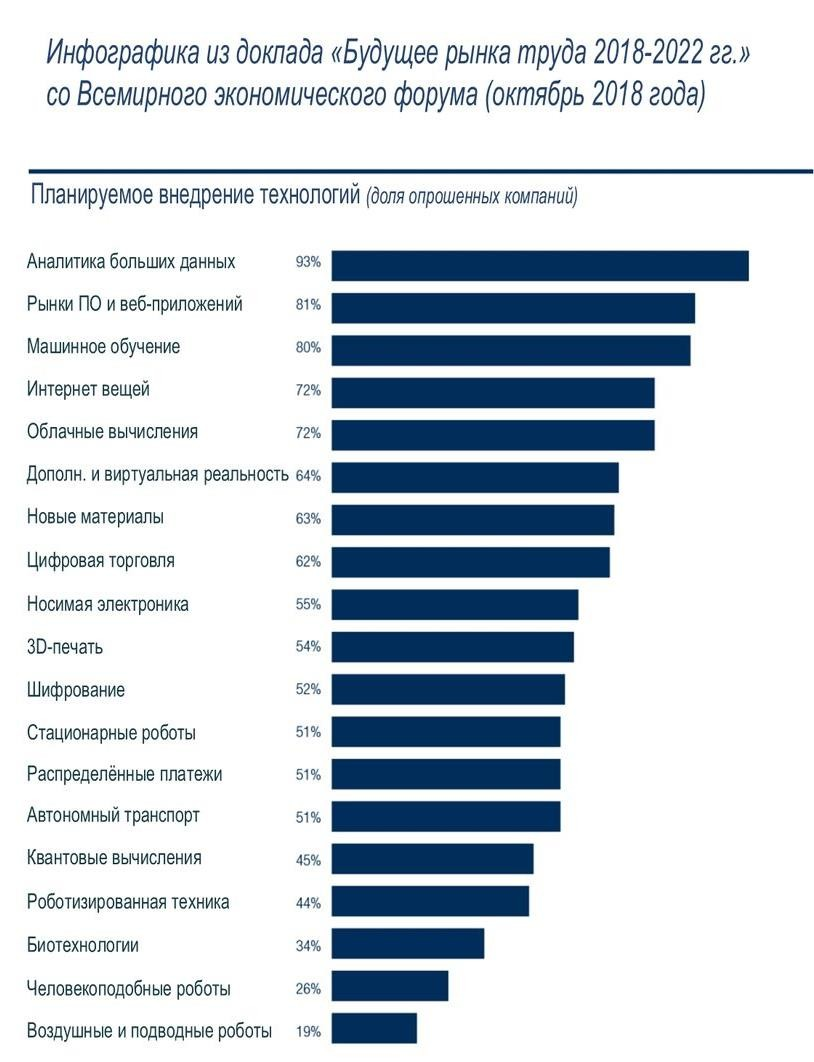 Инфографика из доклада «Будущее рынка труда 2018-2022 гг.»
со Всемирного экономического форума (октябрь 2018 года)
Планируемое внедрение технологий (доля опрошенных компаний)
Аналитика больших данных 93%
Рынки ПО и веб-приложений 81%
Машинное обучение 80%
Интернет вещей 72%
Облачные вычисления 72%
Дополн. и виртуальная реальность 64%
Новые материалы 63%
Цифровая торговля 62%
Носимая электроника 55%
3D-печать 54%
Шифрование 52%
Стационарные роботы 51%
Распределённые платежи 51%
Автономный транспорт 51%
Квантовые вычисления 45%
Роботизированная техника 44%
Биотехнологии 34%
Человекоподобные роботы 26%
Воздушные и подводные роботы 19%